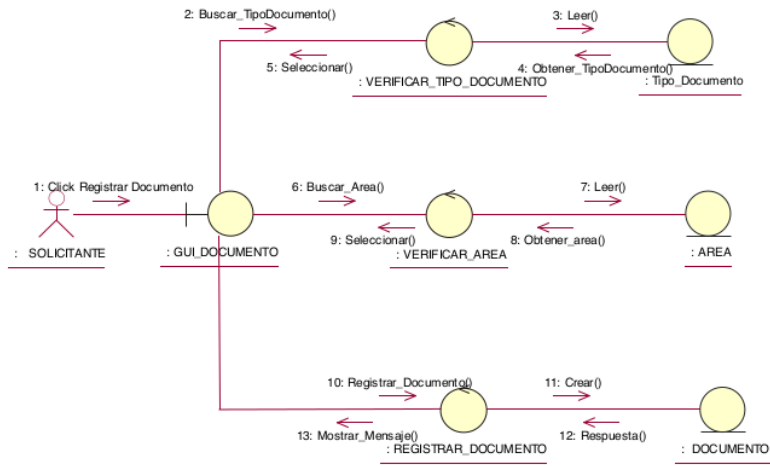 2: Buscar_TipoDocumento()
3: Leer()
5: Seleccionar()
4: Obtener_TipoDocumento()
: VERIFICAR_TIPO_DOCUMENTO
: Tipo_Documento
1: Click Registrar Documento
6: Buscar_Area()
7: Leer()
9: Seleccionar()
8: Obtener_area()
: SOLICITANTE
: GUI_DOCUMENTO
: VERIFICAR_AREA
: AREA
10: Registrar_Documento()
11: Crear()
13: Mostrar_Mensaje()
12: Respuesta()
: REGISTRAR_DOCUMENTO
: DOCUMENTO